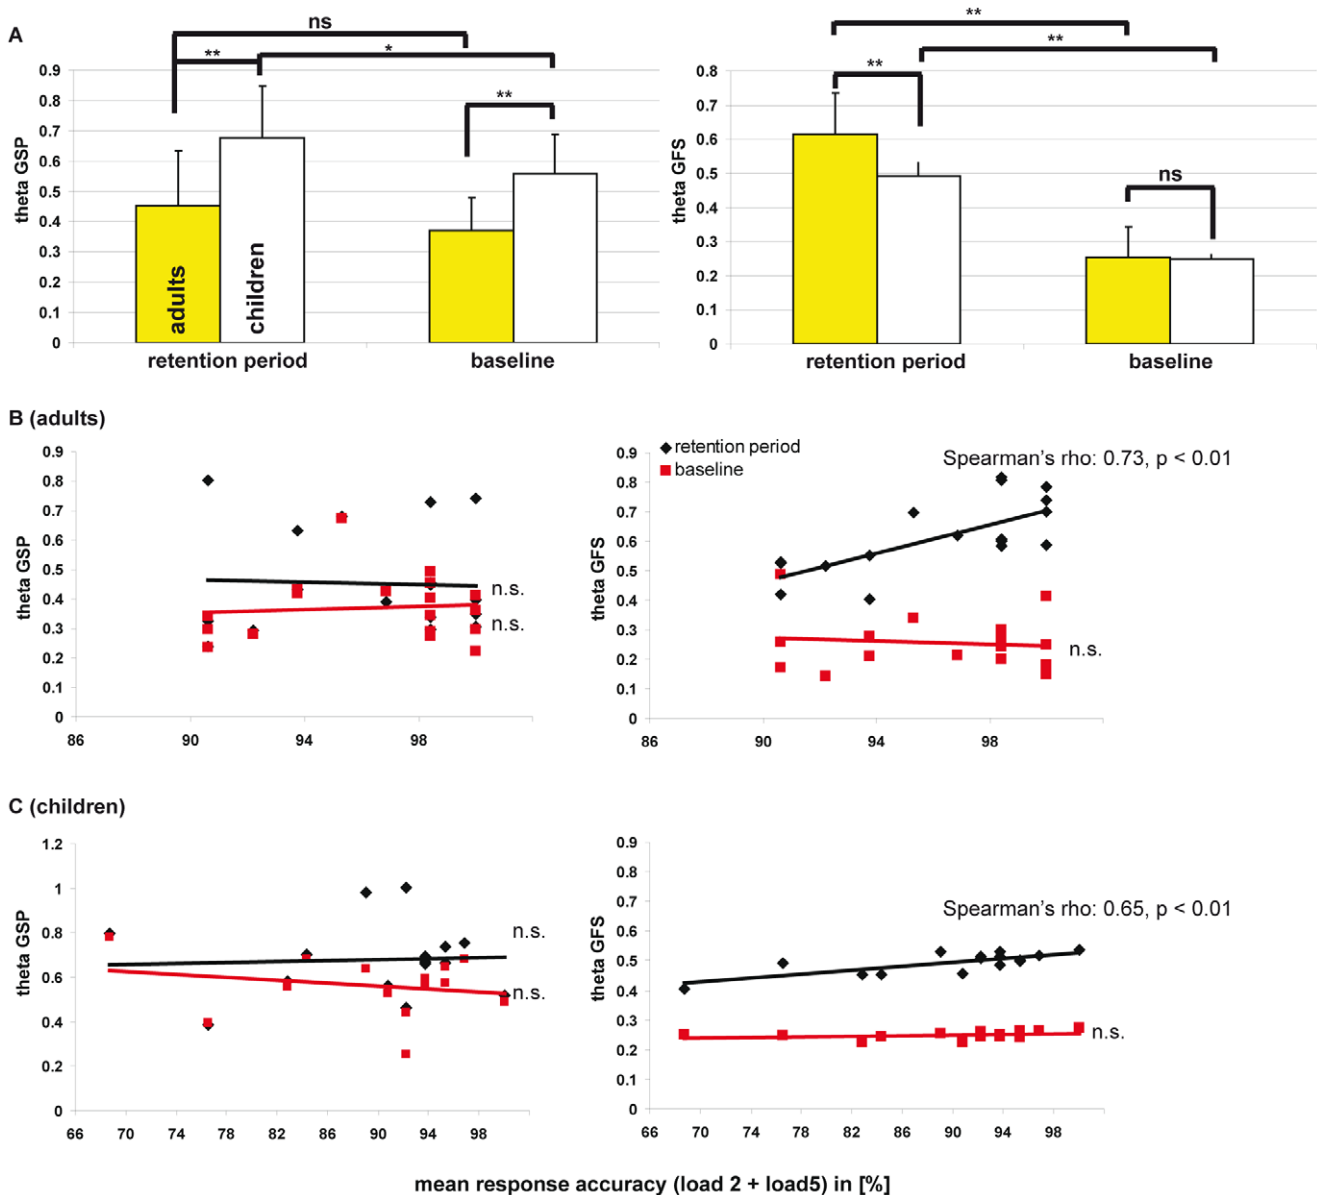 A
ns
**
*
**
theta GSP
0.9
0.8
0.7
0.6
0.5
0.4
0.3
0.2
0.1
0
adults
children
retention period
baseline
**
**
**
ns
theta GFS
0.8
0.7
0.6
0.5
0.4
0.3
0.2
0.1
0
retention period
baseline
B (adults)
theta GSP
0.9
0.8
0.7
0.6
0.5
0.4
0.3
0.2
0.1
0
n.s.
n.s.
86 90 94 98
theta GFS
0.9
0.8
0.7
0.6
0.5
0.4
0.3
0.2
0.1
0
retention period
baseline
Spearman's rho: 0.73, p < 0.01
n.s.
86 90 94 98
C (children)
theta GSP
1.2
1
0.8
0.6
0.4
0.2
0
n.s.
n.s.
66 70 74 78 82 86 90 94 98
theta GFS
0.9
0.8
0.7
0.6
0.5
0.4
0.3
0.2
0.1
0
Spearman's rho: 0.65, p < 0.01
n.s.
66 70 74 78 82 86 90 94 98
mean response accuracy (load 2 + load5) in [%]